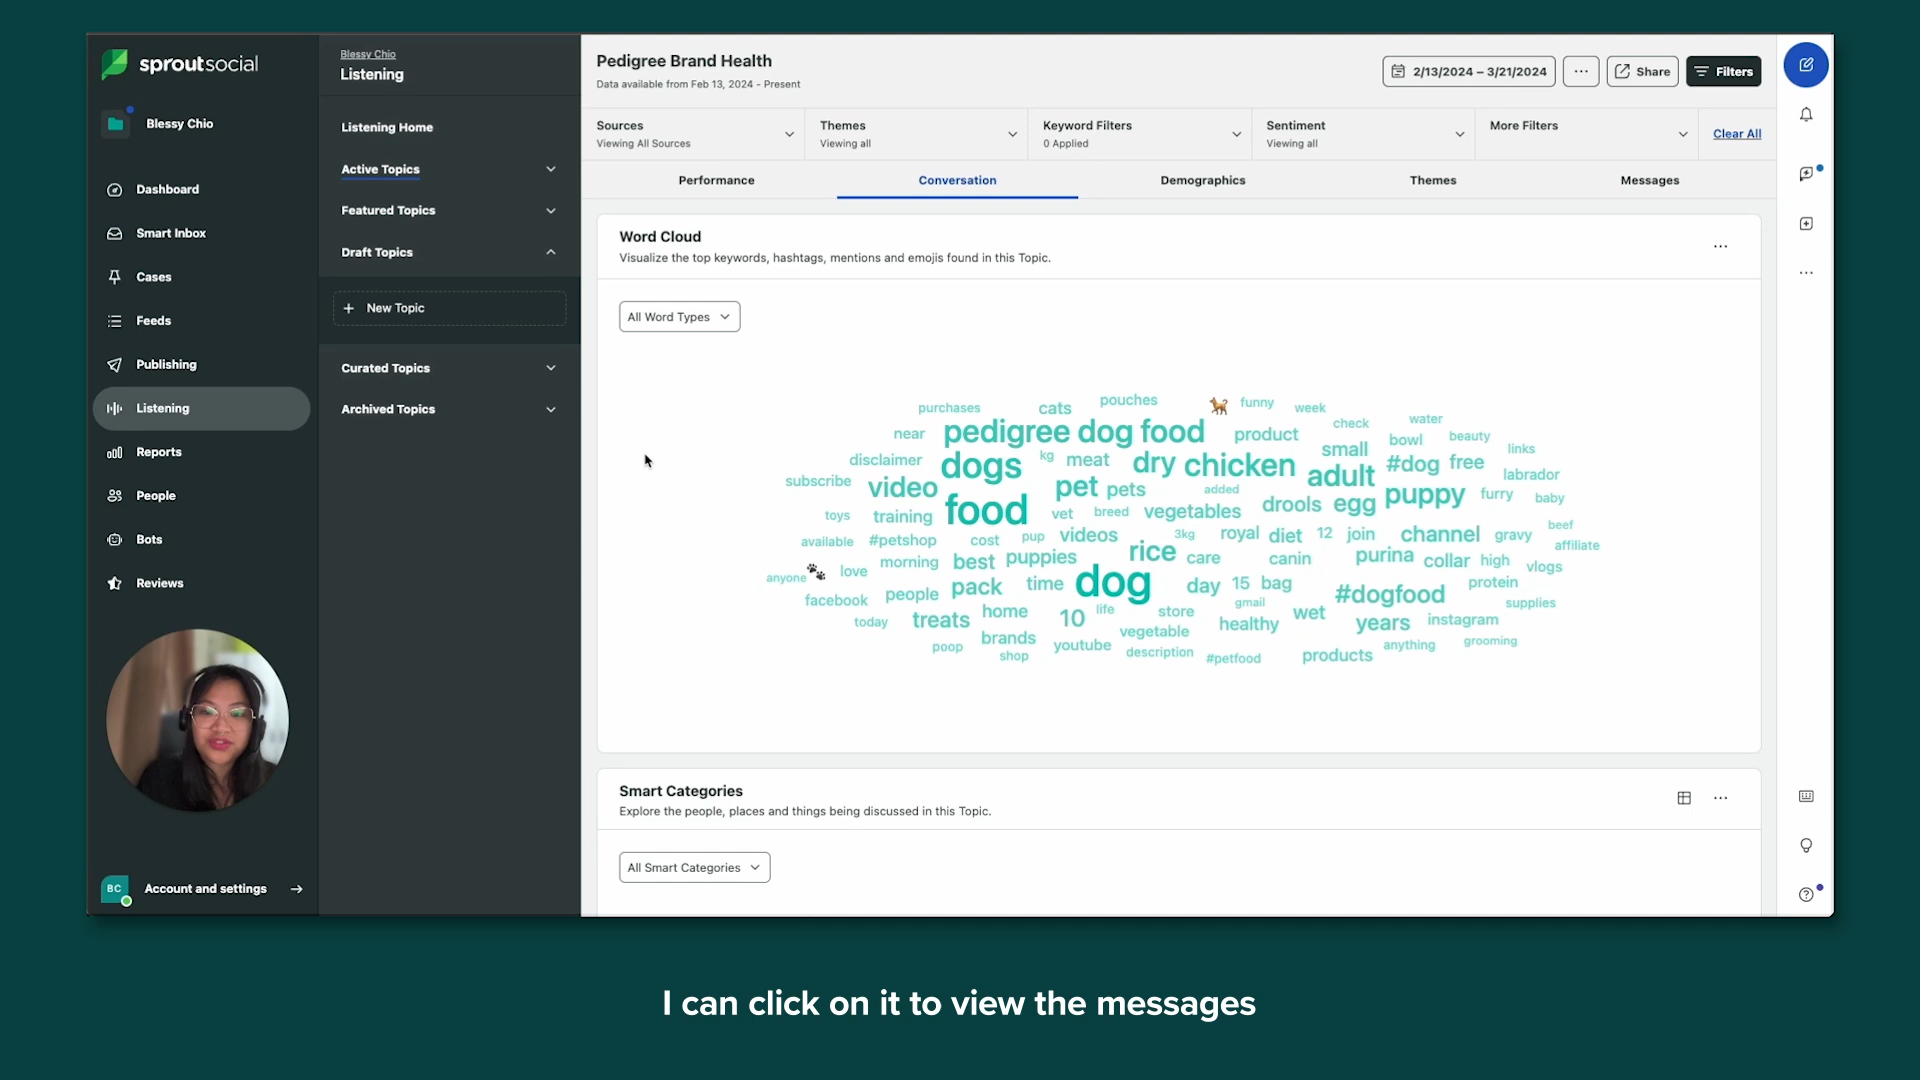 sproutsocial
Blessy Chio
Dashboard
Smart Inbox
Cases
Feeds
Publishing
Listening
Reports
People
Bots
Reviews
BC
Account and settings
Blessy Chio
Listening
Listening Home
Active Topics
Featured Topics
Draft Topics
+ New Topic
Curated Topics
Archived Topics
Pedigree Brand Health
Data available from Feb 13, 2024 - Present
2/13/2024 – 3/21/2024
Share
Filters
Sources
Viewing All Sources
Themes
Viewing all
Keyword Filters
0 Applied
Sentiment
Viewing all
More Filters
Clear All
Performance
Conversation
Demographics
Themes
Messages
Word Cloud
Visualize the top keywords, hashtags, mentions and emojis found in this Topic.
All Word Types
purchases cats pouches funny week
near pedigree dog food product check water
disclaimer dogs kg meat dry chicken small bowl beauty
subscribe video pet pets added adult #dog free links
labrador
toys training food vet breed vegetables drools egg puppy furry baby
available #petshop cost pup videos 3kg royal diet 12 join channel gravy beef
affiliate
anyone love morning best puppies rice care canin purina collar high vlogs
facebook people pack time dog day 15 bag #dogfood protein
supplies
today treats home 10 life store gmail healthy wet years instagram
poop brands youtube vegetable products anything grooming
shop description #petfood
Smart Categories
Explore the people, places and things being discussed in this Topic.
All Smart Categories
I can click on it to view the messages